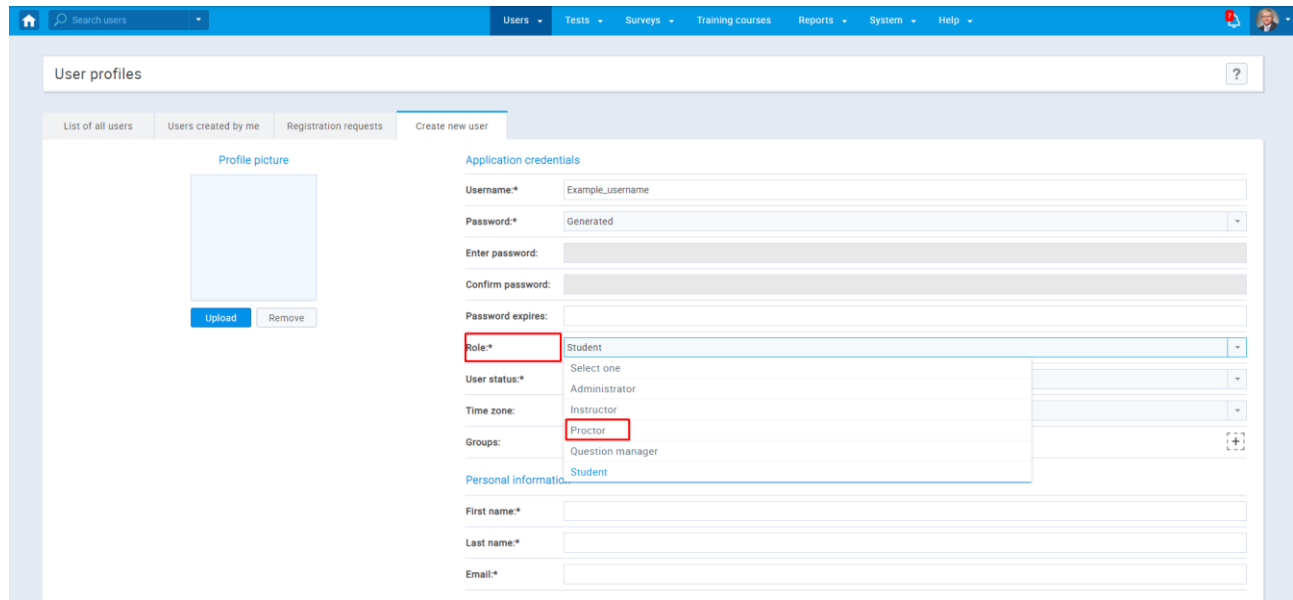 Search users
Users Tests Surveys Training courses Reports System Help
User profiles
?
List of all users Users created by me Registration requests Create new user
Profile picture
Upload Remove
Application credentials
Username:* Example_username
Password:* Generated
Enter password:
Confirm password:
Password expires:
Role:* Student
Select one
Administrator
Instructor
Proctor
Question manager
Student
User status:*
Time zone:
Groups:
Personal information
First name:*
Last name:*
Email:*